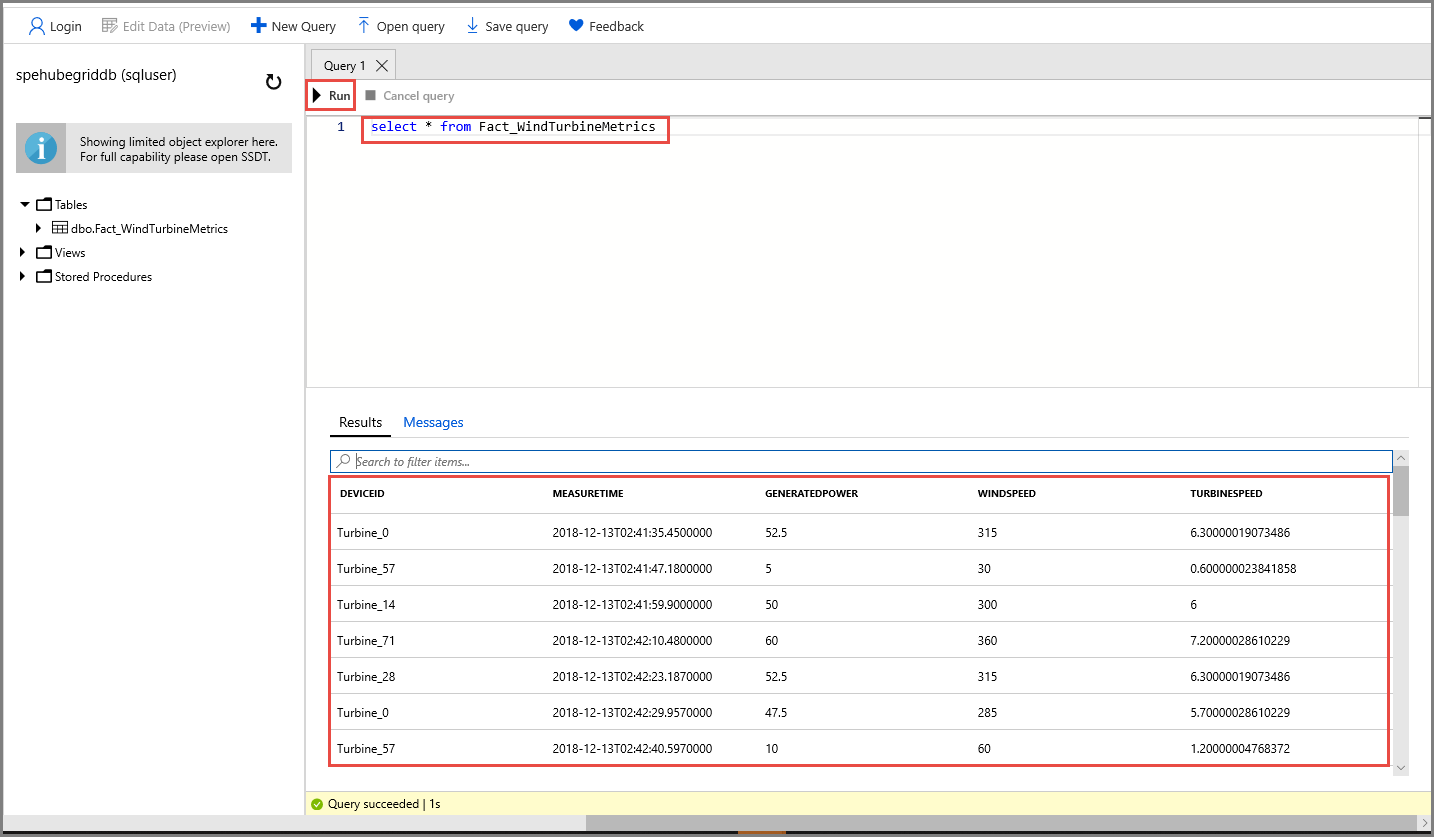 Login Edit Data (Preview) New Query Open query Save query Feedback
spehubegriddb (sqluser)
Showing limited object explorer here.
For full capability please open SSDT.
Tables
dbo.Fact_WindTurbineMetrics
Views
Stored Procedures
Query 1
Run Cancel query
1 select * from Fact_WindTurbineMetrics
Results Messages
Search to filter items...
DEVICEID MEASURETIME GENERATEDPOWER WINDSPEED TURBINESPEED
Turbine_0 2018-12-13T02:41:35.4500000 52.5 315 6.30000019073486
Turbine_57 2018-12-13T02:41:47.1800000 5 30 0.600000023841858
Turbine_14 2018-12-13T02:41:59.9000000 50 300 6
Turbine_71 2018-12-13T02:42:10.4800000 60 360 7.20000028610229
Turbine_28 2018-12-13T02:42:23.1870000 52.5 315 6.30000019073486
Turbine_0 2018-12-13T02:42:29.9570000 47.5 285 5.70000028610229
Turbine_57 2018-12-13T02:42:40.5970000 10 60 1.20000004768372
Query succeeded | 1s